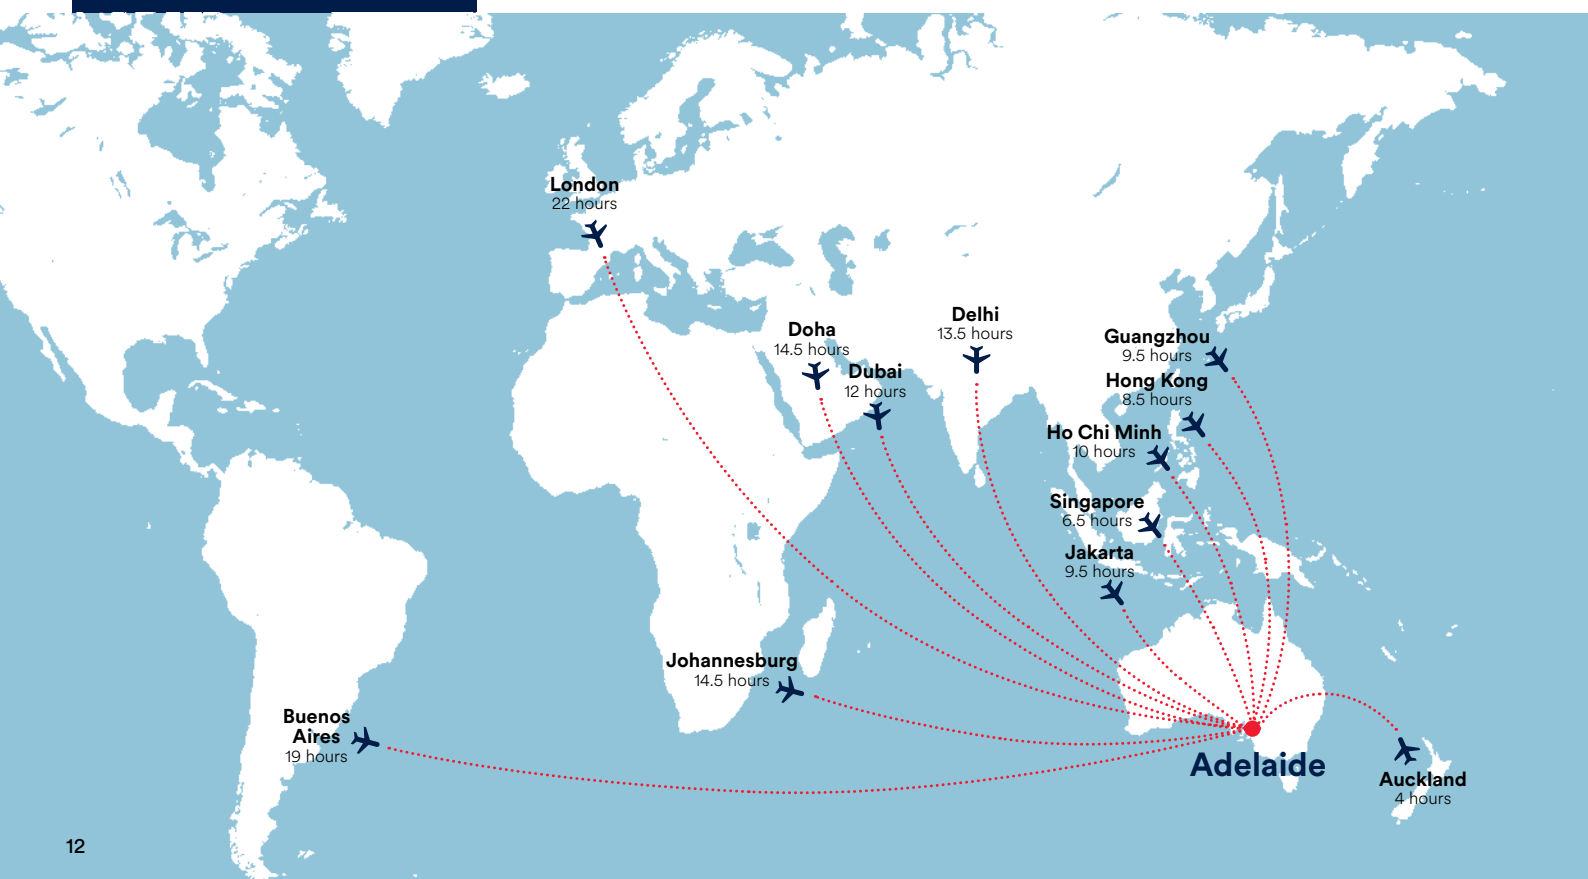 London
22 hours
Doha
14.5 hours
Dubai
12 hours
Delhi
13.5 hours
Guangzhou
9.5 hours
Hong Kong
8.5 hours
Ho Chi Minh
10 hours
Singapore
6.5 hours
Jakarta
9.5 hours
Johannesburg
14.5 hours
Buenos
Aires
19 hours
Adelaide
Auckland
4 hours
12